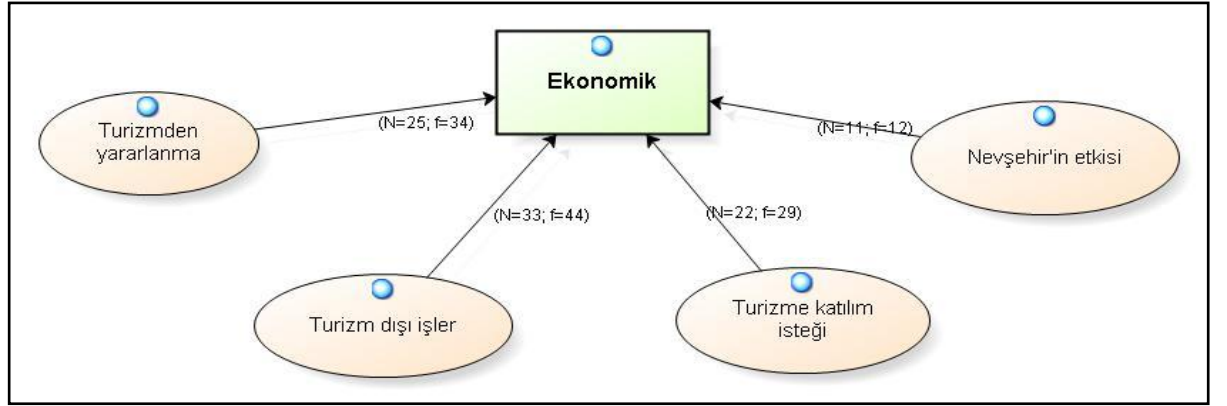 Ekonomik
Turizmden
yararlanma
(N=25; f=34)
(N=11; f=12)
Nevşehir'in etkisi
(N=33; f=44)
(N=22; f=29)
Turizm dışı işler
Turizme katılım
isteği